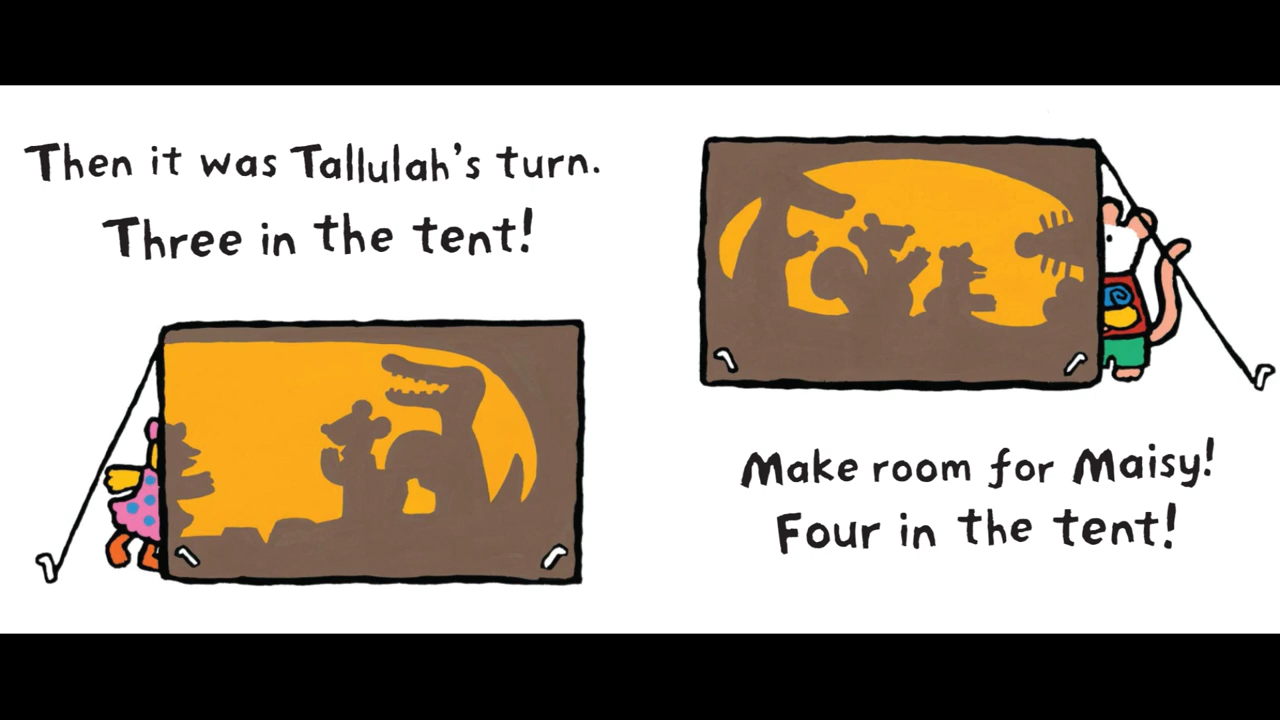 Then it was Tallulah's turn.
Three in the tent!
Make room for Maisy!
Four in the tent!